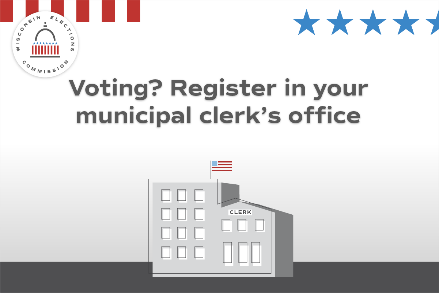 WISCONSIN ELECTIONS
COMMISSION
Voting? Register in your
municipal clerk's office
CLERK